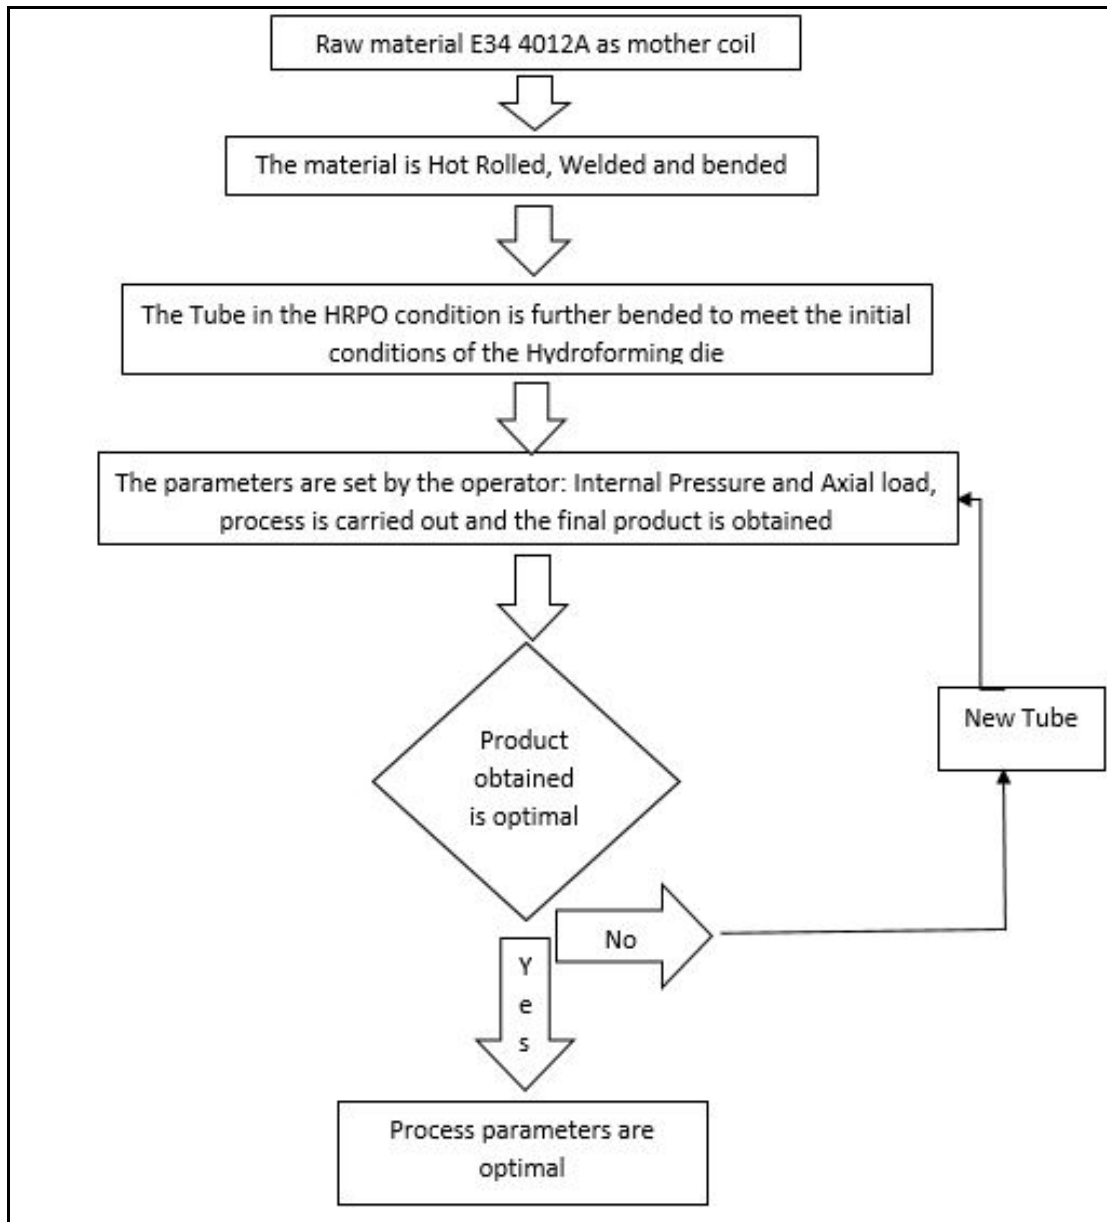 Raw material E34 4012A as mother coil
The material is Hot Rolled, Welded and bended
The Tube in the HRPO condition is further bended to meet the initial
conditions of the Hydroforming die
The parameters are set by the operator: Internal Pressure and Axial load,
process is carried out and the final product is obtained
Product
obtained
is optimal
New Tube
No
Y
e
s
Process parameters are
optimal